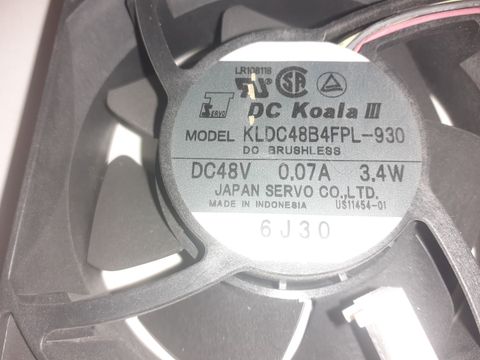 LR108118
J SERVO DC Koala III
MODEL KLDC48B4FPL-930
DC BRUSHLESS
DC48V 0.07A 3.4W
JAPAN SERVO CO.,LTD.
MADE IN INDONESIA US11454-01
6J30